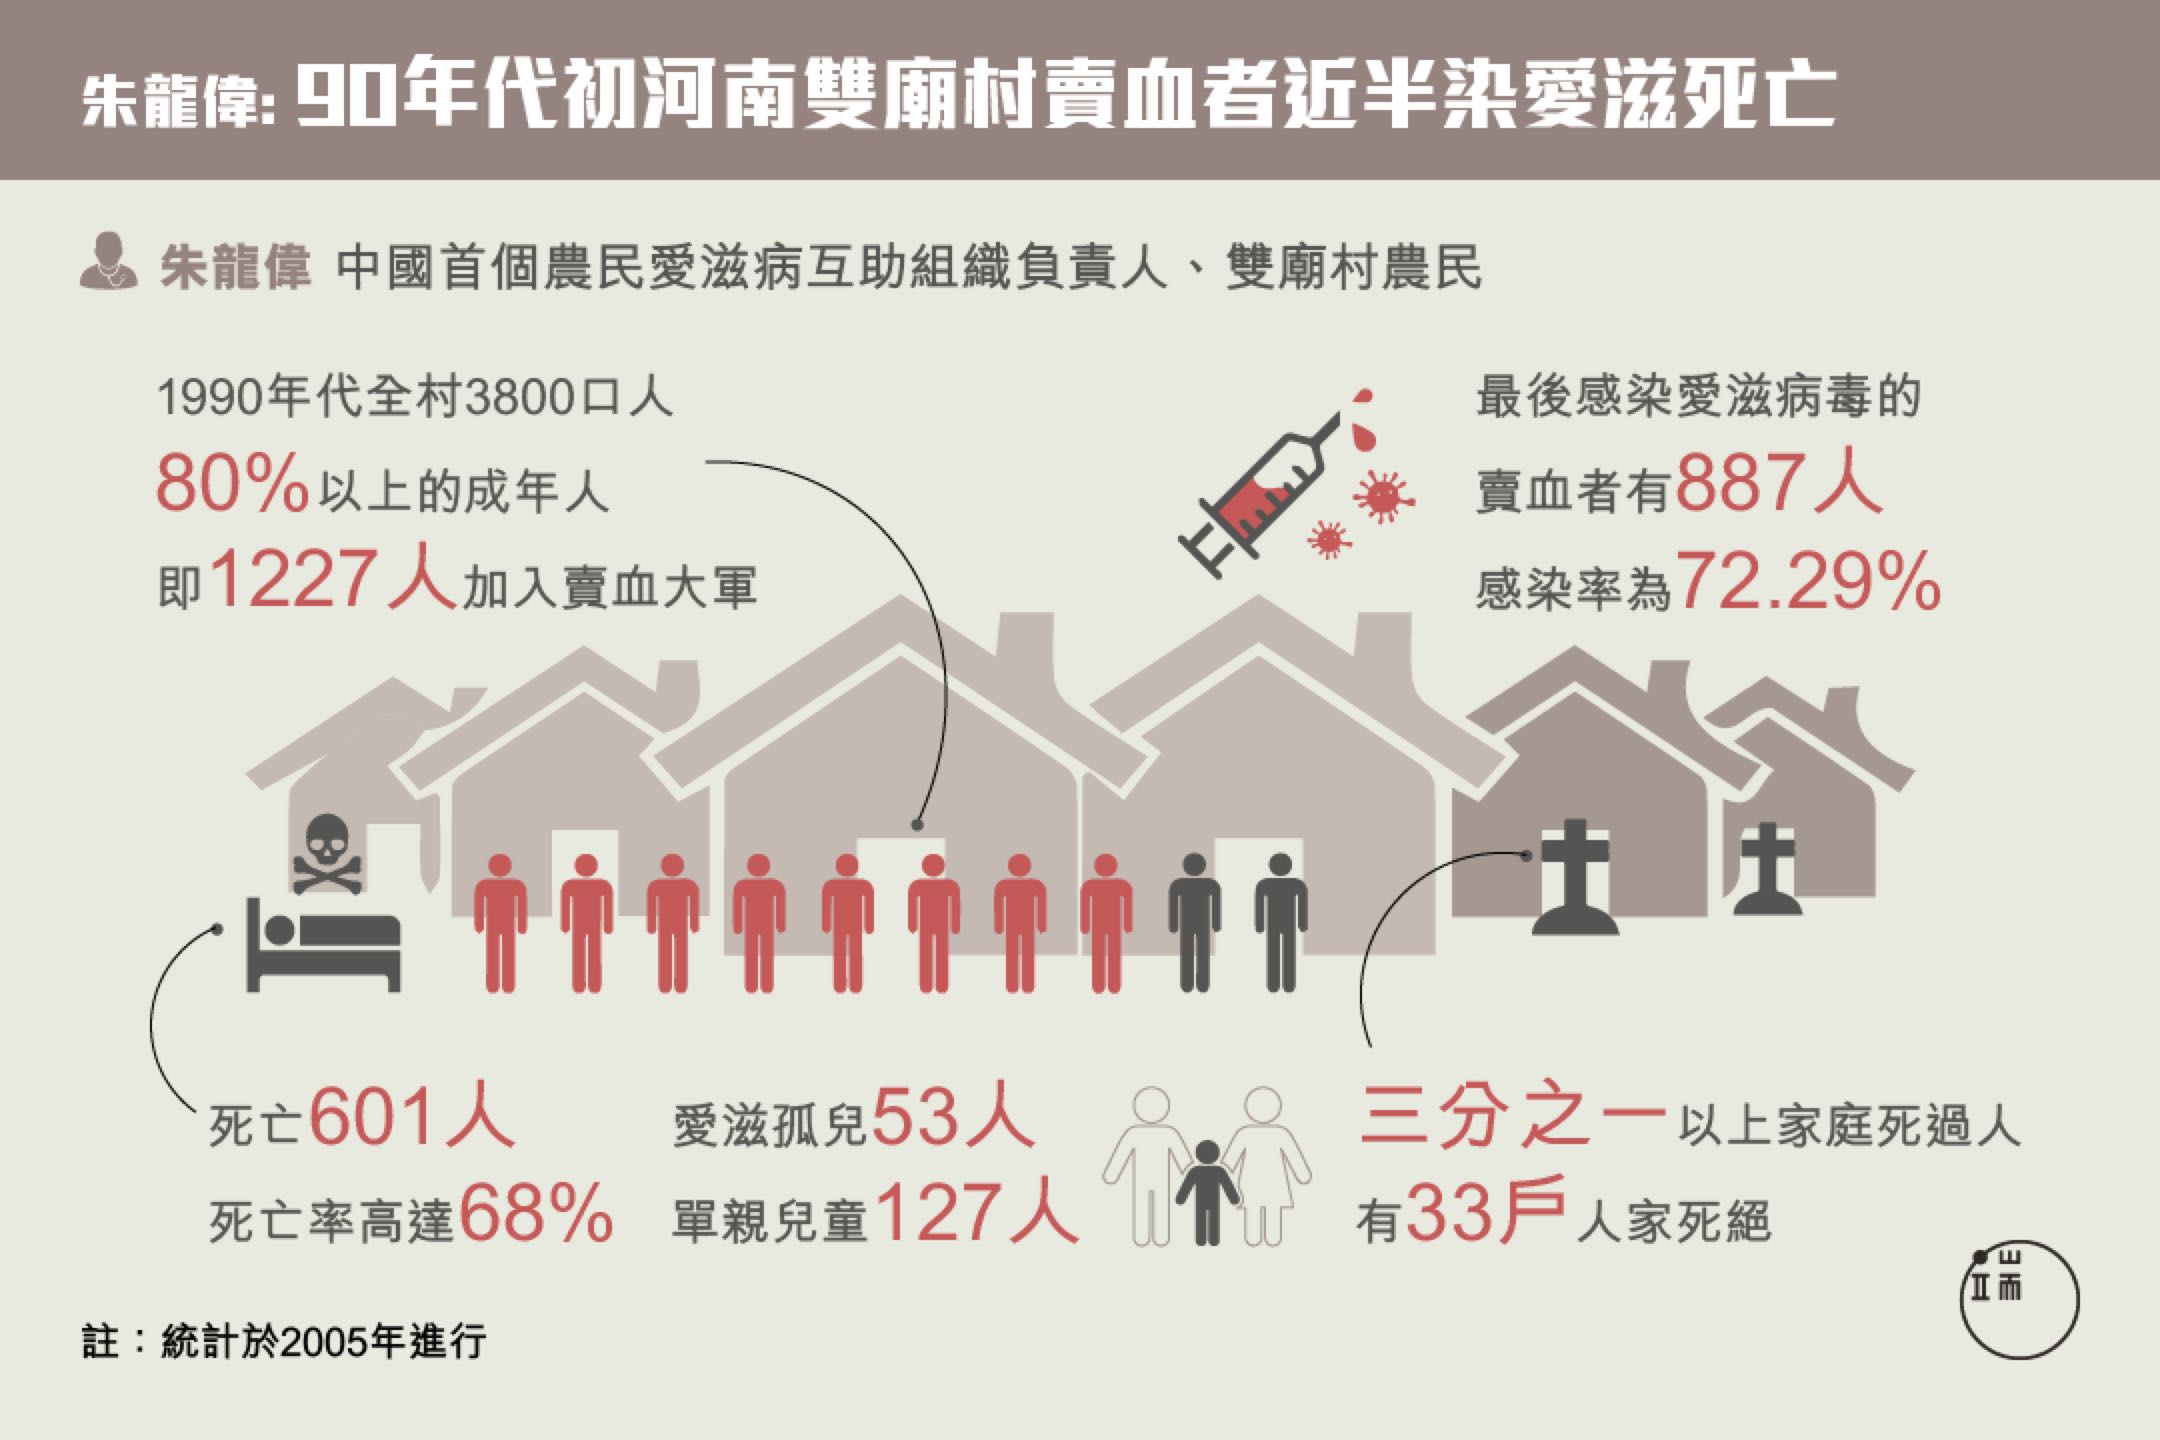 朱龍偉: 90年代初河南雙廟村賣血者近半染愛滋死亡
朱龍偉 中國首個農民愛滋病互助組織負責人、雙廟村農民
1990年代全村3800口人
80%以上的成年人
即1227人加入賣血大軍
最後感染愛滋病毒的
賣血者有887人
感染率為72.29%
死亡601人
死亡率高達68%
愛滋孤兒53人
單親兒童127人
三分之一以上家庭死過人
有33戶人家死絕
註：統計於2005年進行
端